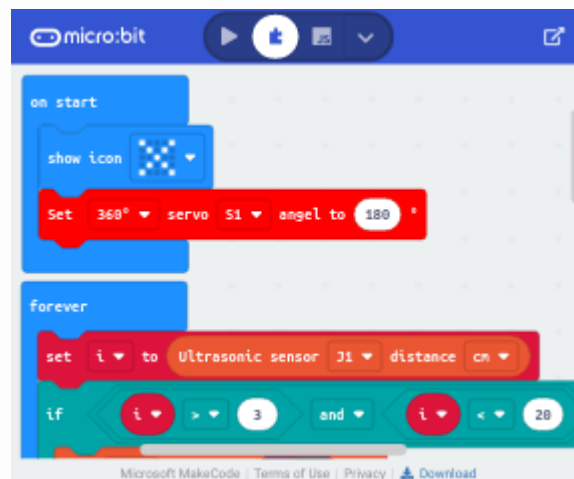 micro:bit
JS
on start
show icon
Set 360° servo S1 angel to 180 °
forever
set i to Ultrasonic sensor J1 distance cm
if i > 3 and i < 20
Microsoft MakeCode | Terms of Use | Privacy | Download